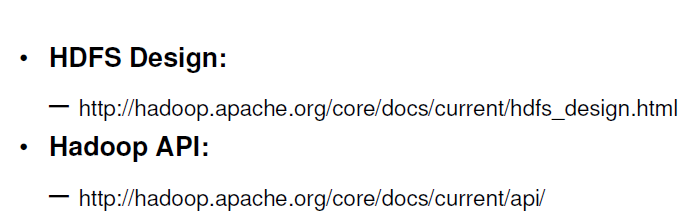 • HDFS Design:
— http://hadoop.apache.org/core/docs/current/hdfs_design.html
• Hadoop API:
— http://hadoop.apache.org/core/docs/current/api/